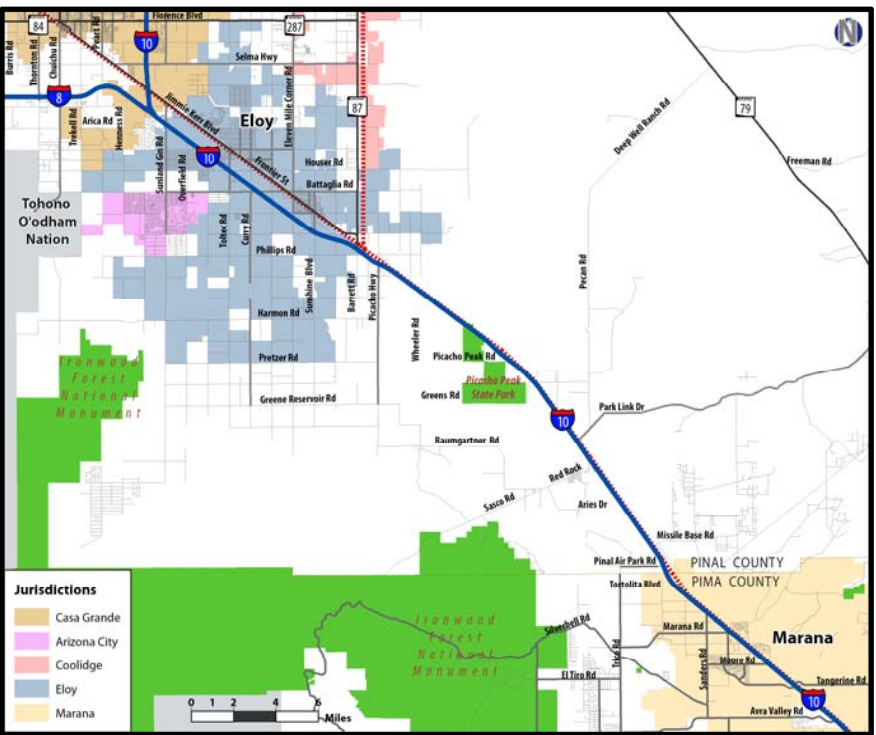 Florence Blvd
84
10
287
N
Burris Rd
Thornton Rd
Chuichu Rd
Peart Rd
Selma Hwy
8
Jimmie Kerr Blvd
Eleven Mile Corner Rd
87
79
Trekell Rd
Arica Rd
Henness Rd
Eloy
Deep Well Ranch Rd
Sunland Gin Rd
Overfield Rd
10
Frontier St
Houser Rd
Freeman Rd
Battaglia Rd
Tohono
O'odham
Nation
Toltec Rd
Curry Rd
Phillips Rd
Sunshine Blvd
Barrett Rd
Picacho Hwy
Pecan Rd
Harmon Rd
Wheeler Rd
Pretzer Rd
Picacho Peak Rd
Ironwood
Forest
National
Monument
Picacho Peak
State Park
Greene Reservoir Rd
Greens Rd
Park Link Dr
10
Baumgartner Rd
Red Rock
Sasco Rd
Aries Dr
Missile Base Rd
Pinal Air Park Rd
PINAL COUNTY
PIMA COUNTY
Tortolita Blvd
Jurisdictions
Casa Grande
Arizona City
Coolidge
Eloy
Marana
Ironwood
Forest
National
Monument
Silverbell Rd
Trico Rd
Marana Rd
Marana
Sanders Rd
Moore Rd
El Tiro Rd
Tangerine Rd
10
Avra Valley Rd
0 2 4 6
Miles